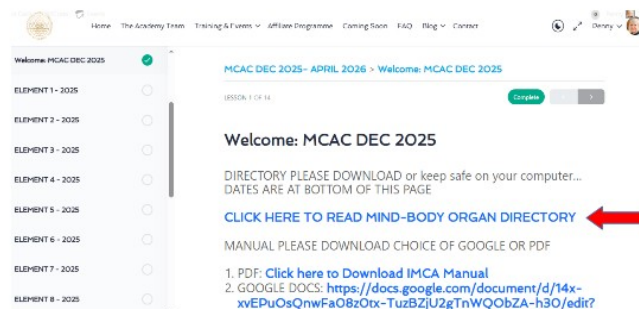 Home The Academy Team Training & Events Affiliate Programme Coming Soon FAQ Blog Contact Denny
Welcome: MCAC DEC 2025
ELEMENT 1 - 2025
ELEMENT 2 - 2025
ELEMENT 3 - 2025
ELEMENT 4 - 2025
ELEMENT 5 - 2025
ELEMENT 6 - 2025
ELEMENT 7 - 2025
ELEMENT 8 - 2025
MCAC DEC 2025- APRIL 2026 > Welcome: MCAC DEC 2025
LESSON 1 OF 14
Complete
Welcome: MCAC DEC 2025
DIRECTORY PLEASE DOWNLOAD or keep safe on your computer...
DATES ARE AT BOTTOM OF THIS PAGE
CLICK HERE TO READ MIND-BODY ORGAN DIRECTORY
MANUAL PLEASE DOWNLOAD CHOICE OF GOOGLE OR PDF
1. PDF: Click here to Download IMCA Manual
2. GOOGLE DOCS: https://docs.google.com/document/d/14x-
xvEPuOsQnwFaO8zOtx-TuzBZjU2gTnWQObZA-h30/edit?